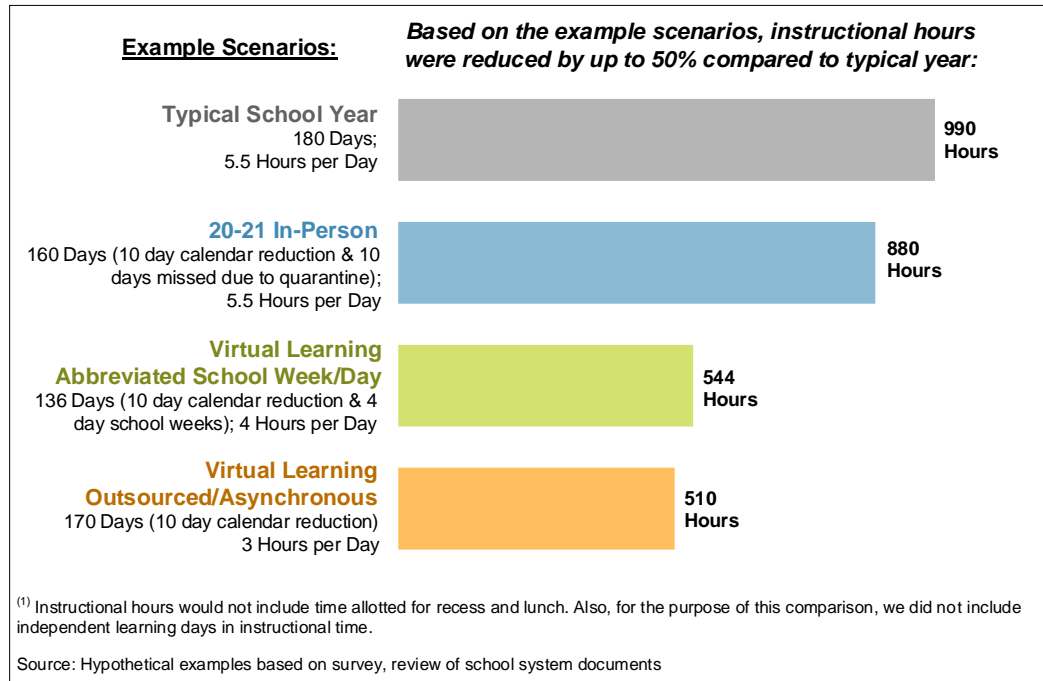 Example Scenarios:
Based on the example scenarios, instructional hours
were reduced by up to 50% compared to typical year:
Typical School Year
180 Days;
5.5 Hours per Day
990
Hours
20-21 In-Person
160 Days (10 day calendar reduction & 10
days missed due to quarantine);
5.5 Hours per Day
880
Hours
Virtual Learning
Abbreviated School Week/Day
136 Days (10 day calendar reduction & 4
day school weeks); 4 Hours per Day
544
Hours
Virtual Learning
Outsourced/Asynchronous
170 Days (10 day calendar reduction)
3 Hours per Day
510
Hours
(1) Instructional hours would not include time allotted for recess and lunch. Also, for the purpose of this comparison, we did not include
independent learning days in instructional time.
Source: Hypothetical examples based on survey, review of school system documents